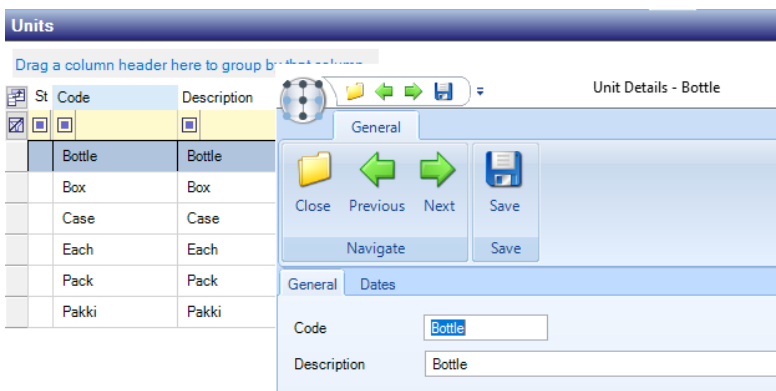 Units
Drag a column header here to group by that column
St Code Description
Bottle Bottle
Box Box
Case Case
Each Each
Pack Pack
Pakki Pakki
Unit Details - Bottle
General
Close Previous Next Save
Navigate Save
General Dates
Code Bottle
Description Bottle